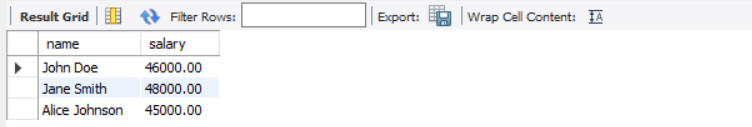 Result Grid Filter Rows: Export: Wrap Cell Content: IA
name salary
John Doe 46000.00
Jane Smith 48000.00
Alice Johnson 45000.00